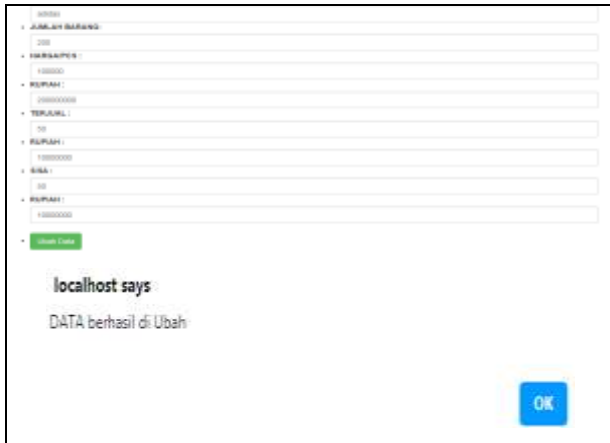 JUMLAH BARANG:
200
HARGA/PCS :
100000
RUPIAH :
200000000
TERJUAL :
50
RUPIAH :
10000000
SISA :
50
RUPIAH :
10000000
Ubah Data
localhost says
DATA berhasil di Ubah
OK